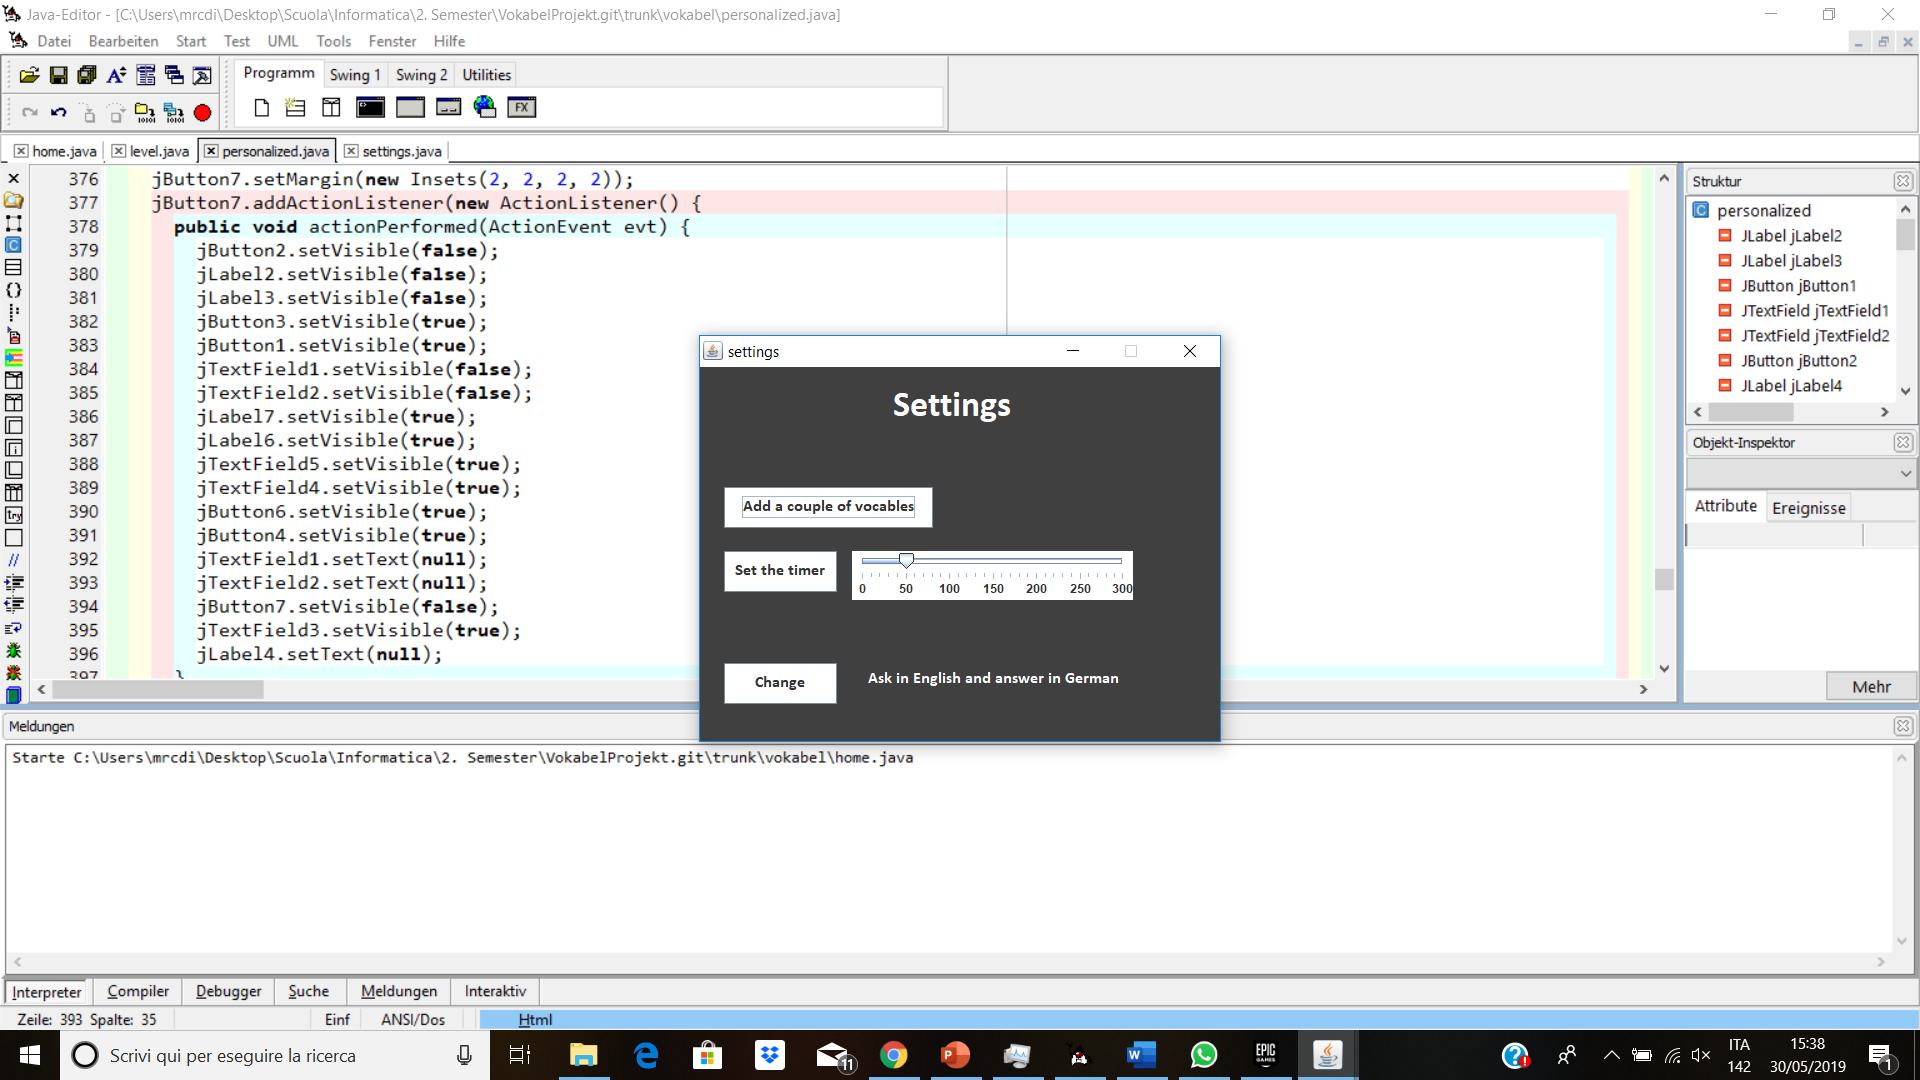 Java-Editor - [C:\Users\mrcdi\Desktop\Scuola\Informatica\2. Semester\VokabelProjekt.git\trunk\vokabel\personalized.java]
Datei Bearbeiten Start Test UML Tools Fenster Hilfe
Programm Swing 1 Swing 2 Utilities
FX
home.java level.java personalized.java settings.java
376 jButton7.setMargin(new Insets(2, 2, 2, 2));
377 jButton7.addActionListener(new ActionListener() {
378 public void actionPerformed(ActionEvent evt) {
379 jButton2.setVisible(false);
380 jLabel2.setVisible(false);
381 jLabel3.setVisible(false);
382 jButton3.setVisible(true);
383 jButton1.setVisible(true);
384 jTextField1.setVisible(false);
385 jTextField2.setVisible(false);
386 jLabel7.setVisible(true);
387 jLabel6.setVisible(true);
388 jTextField5.setVisible(true);
389 jTextField4.setVisible(true);
390 jButton6.setVisible(true);
391 jButton4.setVisible(true);
392 jTextField1.setText(null);
393 jTextField2.setText(null);
394 jButton7.setVisible(false);
395 jTextField3.setVisible(true);
396 jLabel4.setText(null);
397 }
settings
Settings
Add a couple of vocables
Set the timer
0 50 100 150 200 250 300
Change
Ask in English and answer in German
Struktur
personalized
JLabel jLabel2
JLabel jLabel3
JButton jButton1
JTextField jTextField1
JTextField jTextField2
JButton jButton2
JLabel jLabel4
Objekt-Inspektor
Attribute Ereignisse
Mehr
Meldungen
Starte C:\Users\mrcdi\Desktop\Scuola\Informatica\2. Semester\VokabelProjekt.git\trunk\vokabel\home.java
Interpreter Compiler Debugger Suche Meldungen Interaktiv
Zeile: 393 Spalte: 35 Einf ANSI/Dos Html
Scrivi qui per eseguire la ricerca
11
EPIC GAMES
ITA
142
15:38
30/05/2019
1